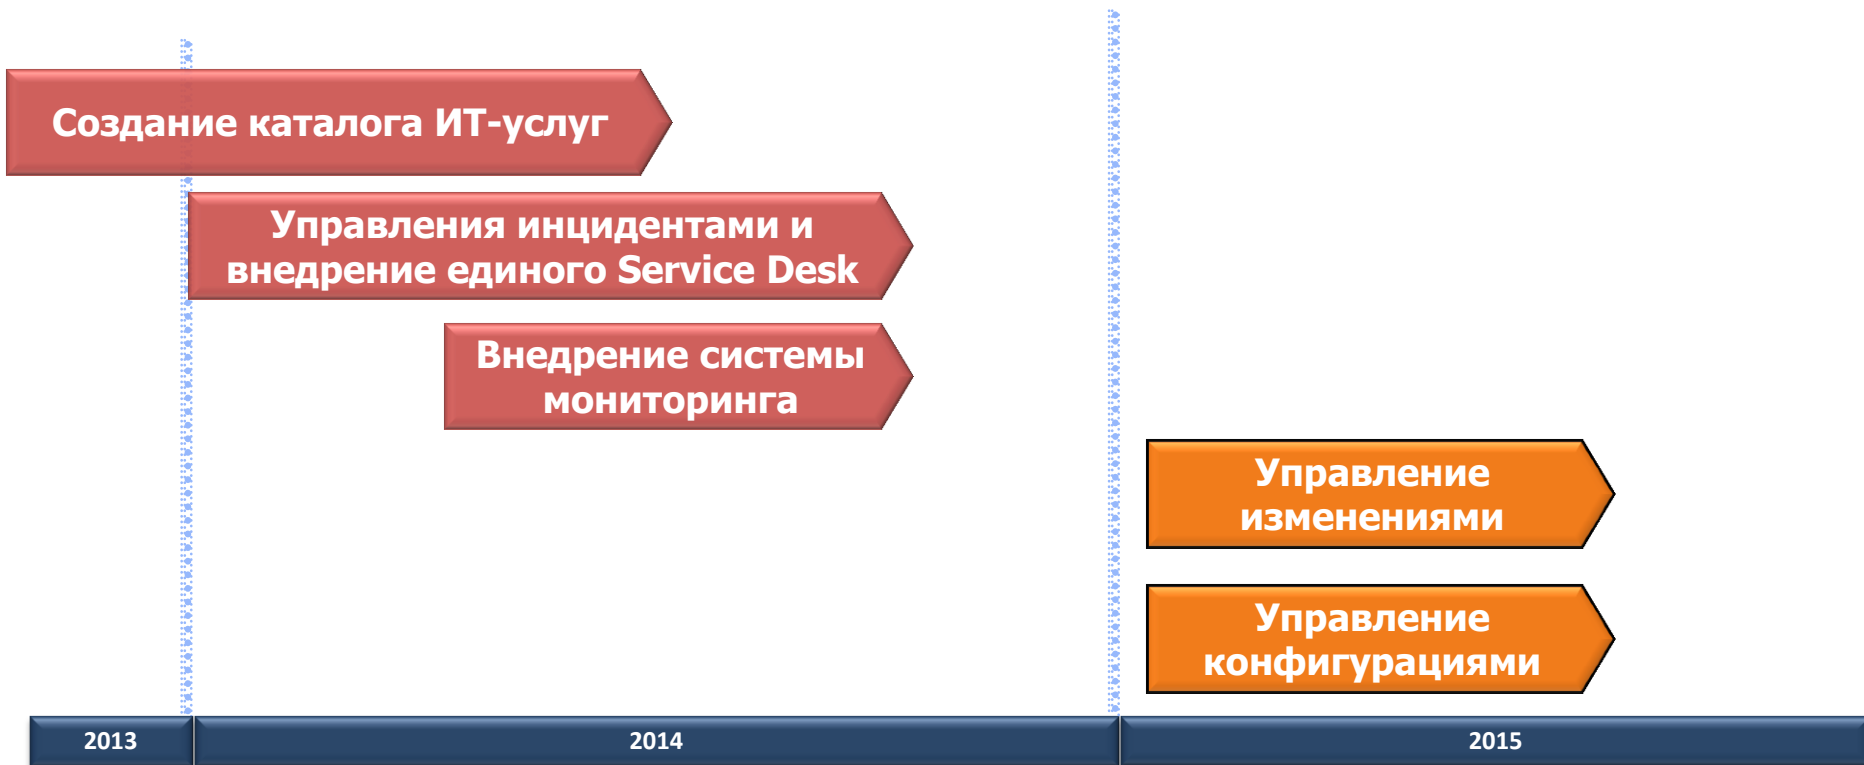 Создание каталога ИТ-услуг
Управления инцидентами и
внедрение единого Service Desk
Внедрение системы
мониторинга
Управление
изменениями
Управление
конфигурациями
2013
2014
2015